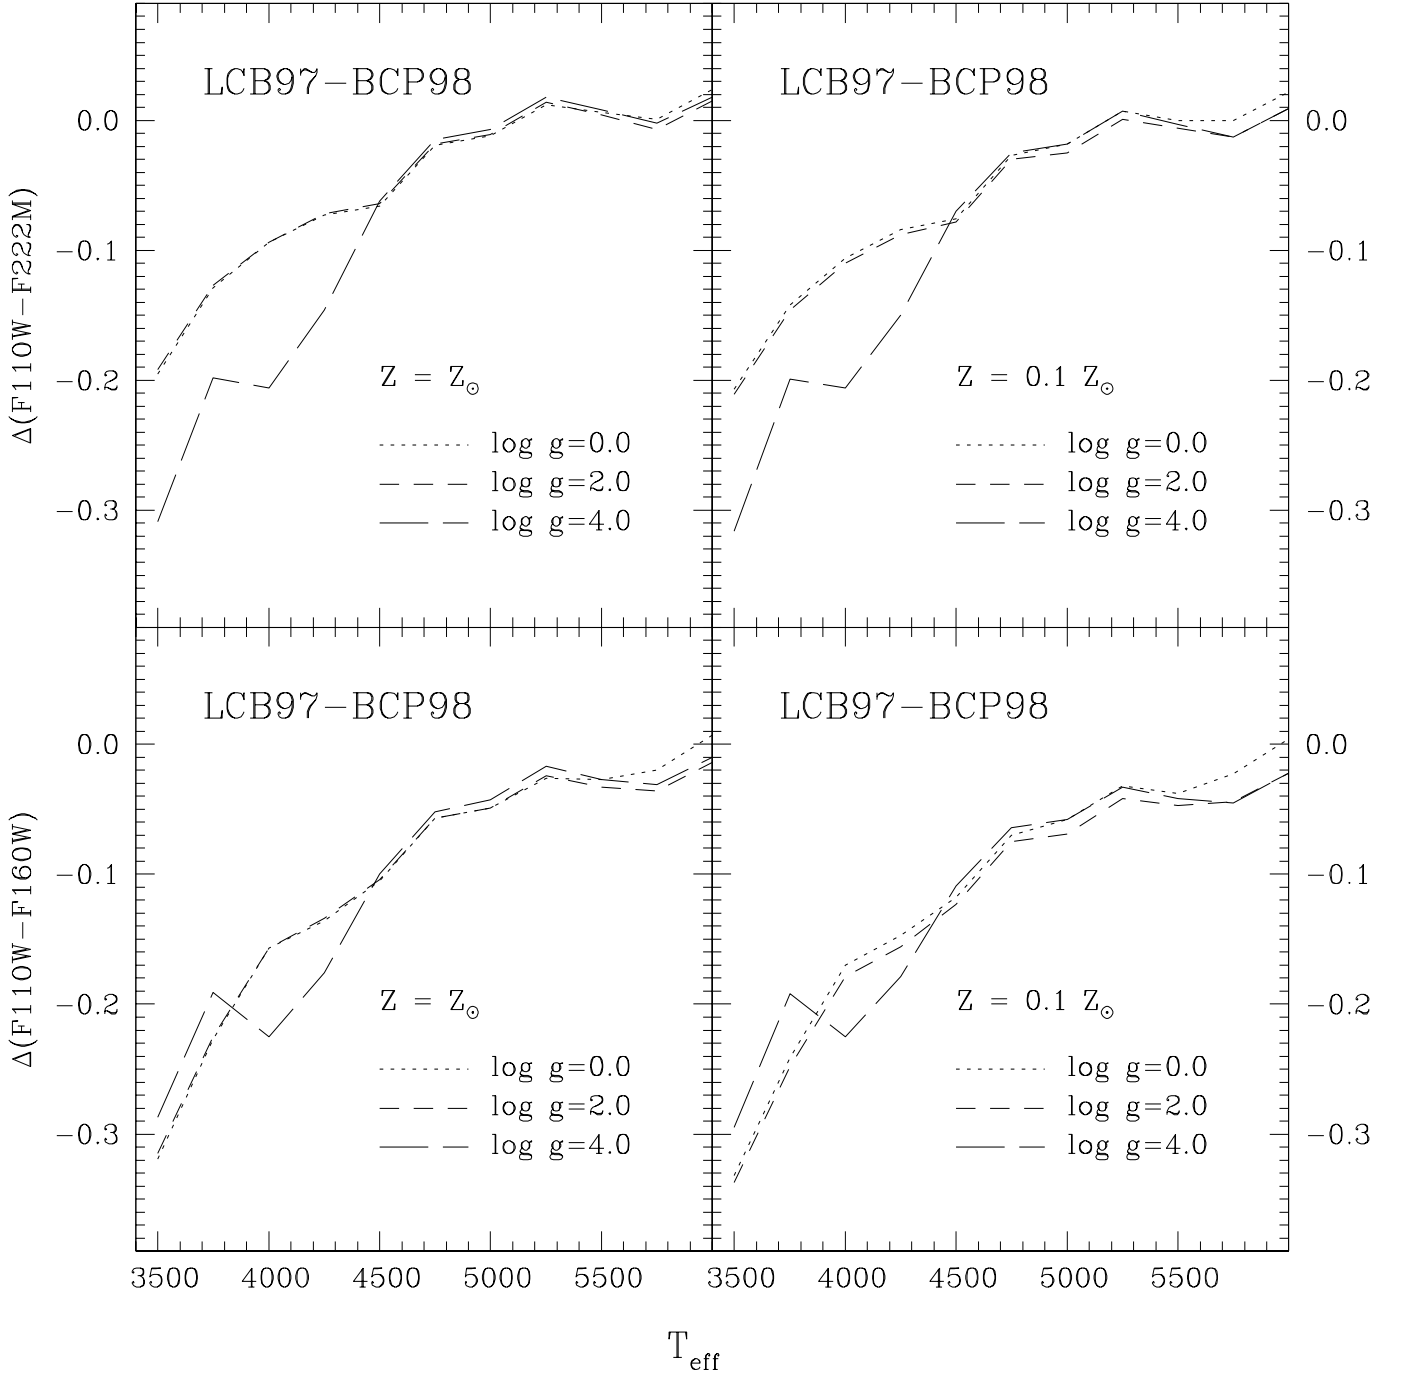 LCB97−BCP98
LCB97−BCP98
0.0
0.0
−0.1
−0.1
Δ(F110W−F222M)
−0.2
Z = Z⊙
Z = 0.1 Z⊙
−0.2
log g=0.0
log g=0.0
log g=2.0
log g=2.0
−0.3
log g=4.0
log g=4.0
−0.3
LCB97−BCP98
LCB97−BCP98
0.0
0.0
−0.1
−0.1
Δ(F110W−F160W)
−0.2
Z = Z⊙
Z = 0.1 Z⊙
−0.2
log g=0.0
log g=0.0
log g=2.0
log g=2.0
−0.3
log g=4.0
log g=4.0
−0.3
3500 4000 4500 5000 5500 3500 4000 4500 5000 5500
Teff